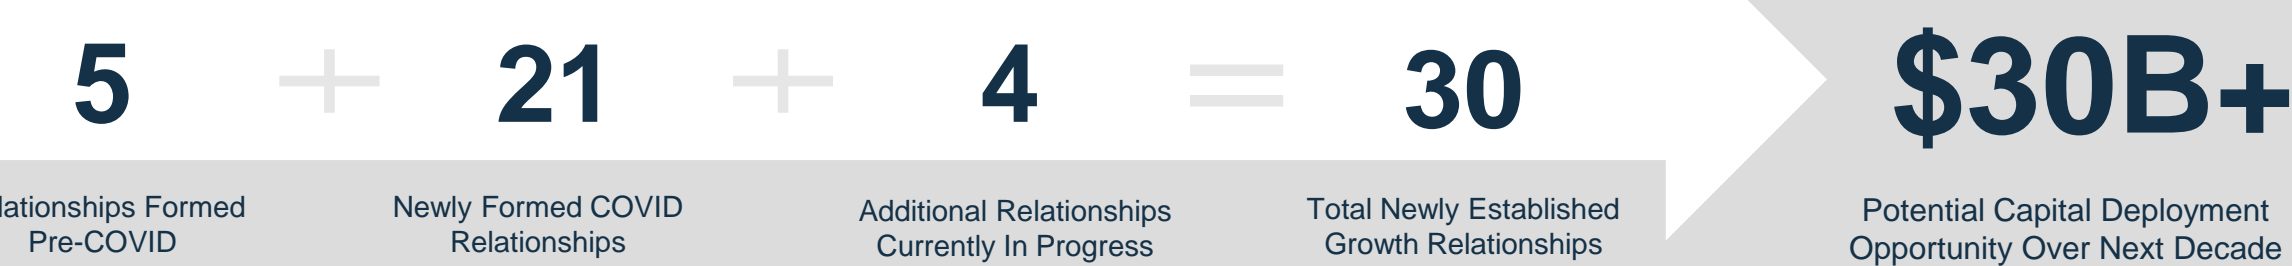 5 + 21 + 4 = 30 $30B+
Formed
Pre-COVID
Newly Formed COVID
Relationships
Additional Relationships
Currently In Progress
Total Newly Established
Growth Relationships
Potential Capital Deployment
Opportunity Over Next Decade